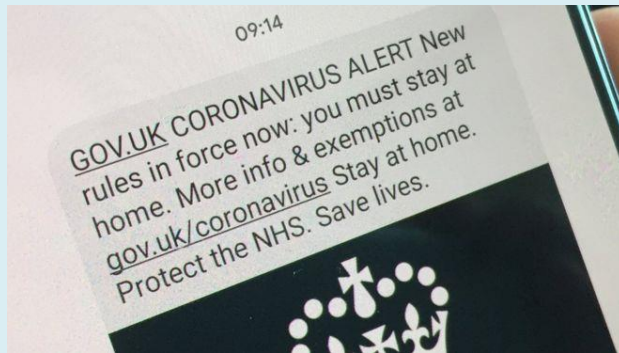 09:14
GOV.UK CORONAVIRUS ALERT New
rules in force now: you must stay at
home. More info & exemptions at
gov.uk/coronavirus Stay at home.
Protect the NHS. Save lives.